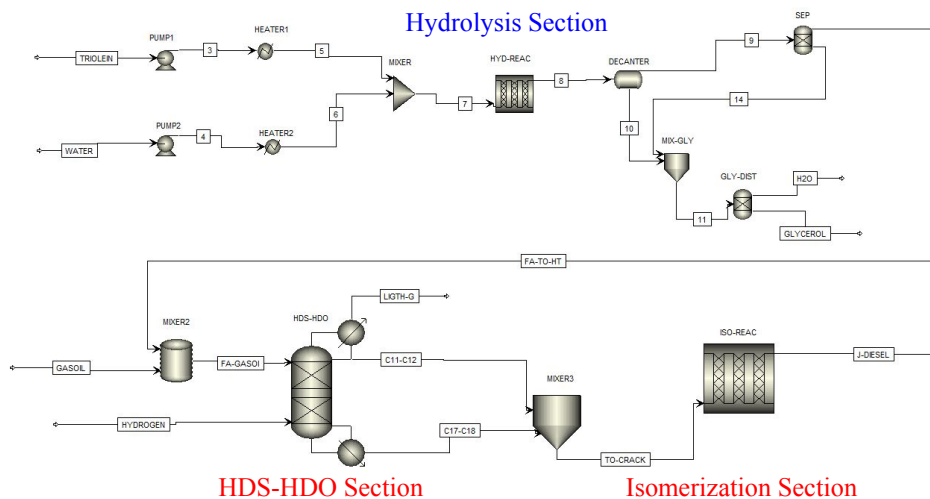 Hydrolysis Section
SEP
PUMP1
HEATER1
9
TRIOLEIN
3
5
MIXER
HYD-REAC
DECANTER
8
7
14
6
10
PUMP2
HEATER2
MIX-GLY
4
WATER
GLY-DIST
H2O
11
GLYCEROL
FA-TO-HT
LIGTH-G
HDS-HDO
MIXER2
ISO-REAC
FA-GASOI
C11-C12
J-DIESEL
GASOIL
MIXER3
HYDROGEN
C17-C18
TO-CRACK
HDS-HDO Section
Isomerization Section